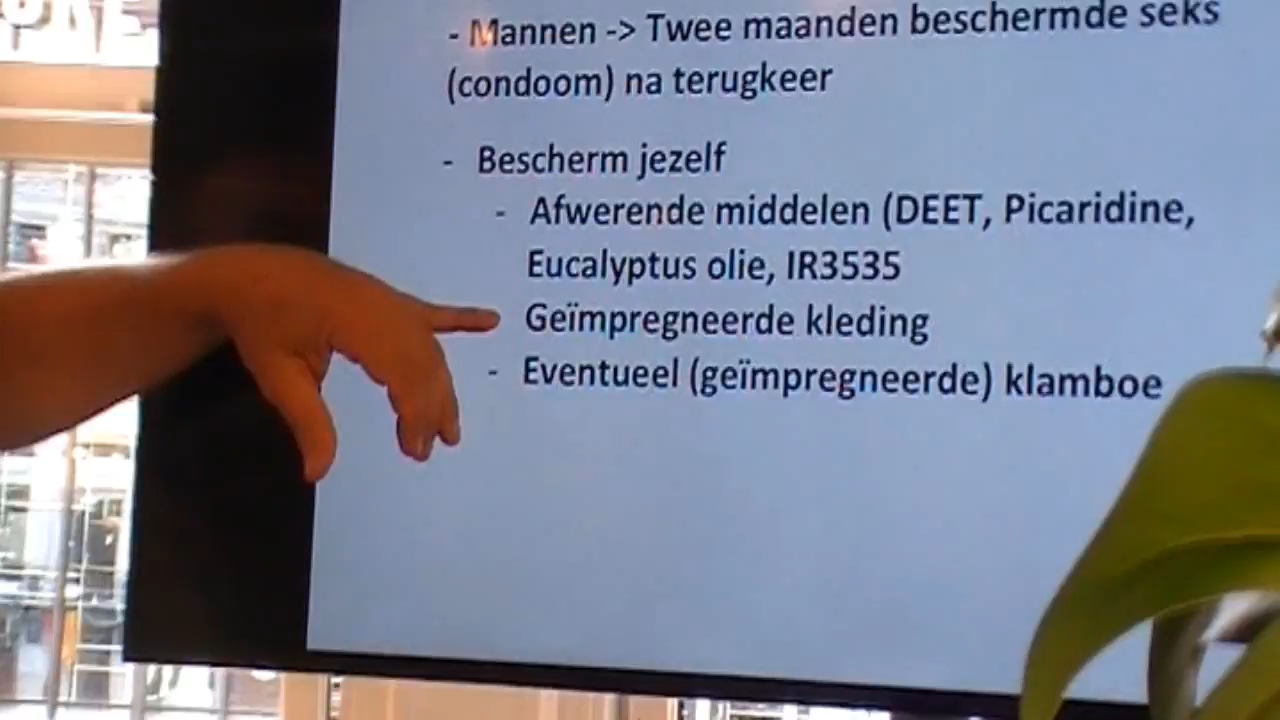 - Mannen -> Twee maanden beschermde seks
(condoom) na terugkeer
- Bescherm jezelf
- Afwerende middelen (DEET, Picaridine,
Eucalyptus olie, IR3535
Geïmpregneerde kleding
- Eventueel (geïmpregneerde) klamboe